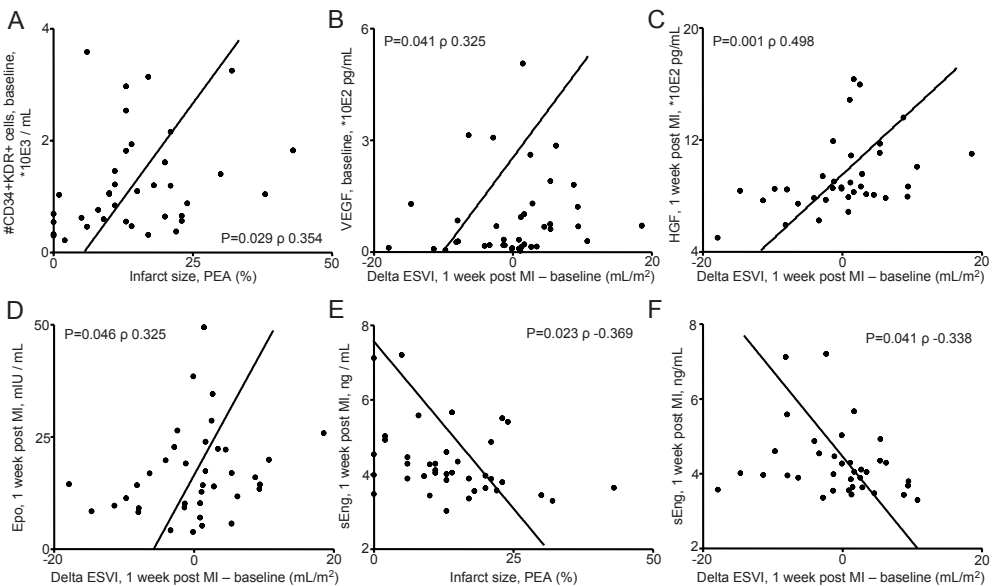 A
#CD34+KDR+ cells, baseline,
*10E3 / mL
4
2
0
P=0.029 ρ 0.354
0
25
50
Infarct size, PEA (%)
B
VEGF, baseline, *10E2 pg/mL
6
3
0
P=0.041 ρ 0.325
-20
0
20
Delta ESVI, 1 week post MI – baseline (mL/m²)
C
HGF, 1 week post MI, *10E2 pg/mL
20
12
4
P=0.001 ρ 0.498
-20
0
20
Delta ESVI, 1 week post MI – baseline (mL/m²)
D
Epo, 1 week post MI, mIU / mL
50
25
0
P=0.046 ρ 0.325
-20
0
20
Delta ESVI, 1 week post MI – baseline (mL/m²)
E
sEng, 1 week post MI, ng / mL
8
6
4
2
P=0.023 ρ -0.369
0
25
50
Infarct size, PEA (%)
F
sEng, 1 week post MI, ng/mL
8
6
4
2
P=0.041 ρ -0.338
-20
0
20
Delta ESVI, 1 week post MI – baseline (mL/m²)